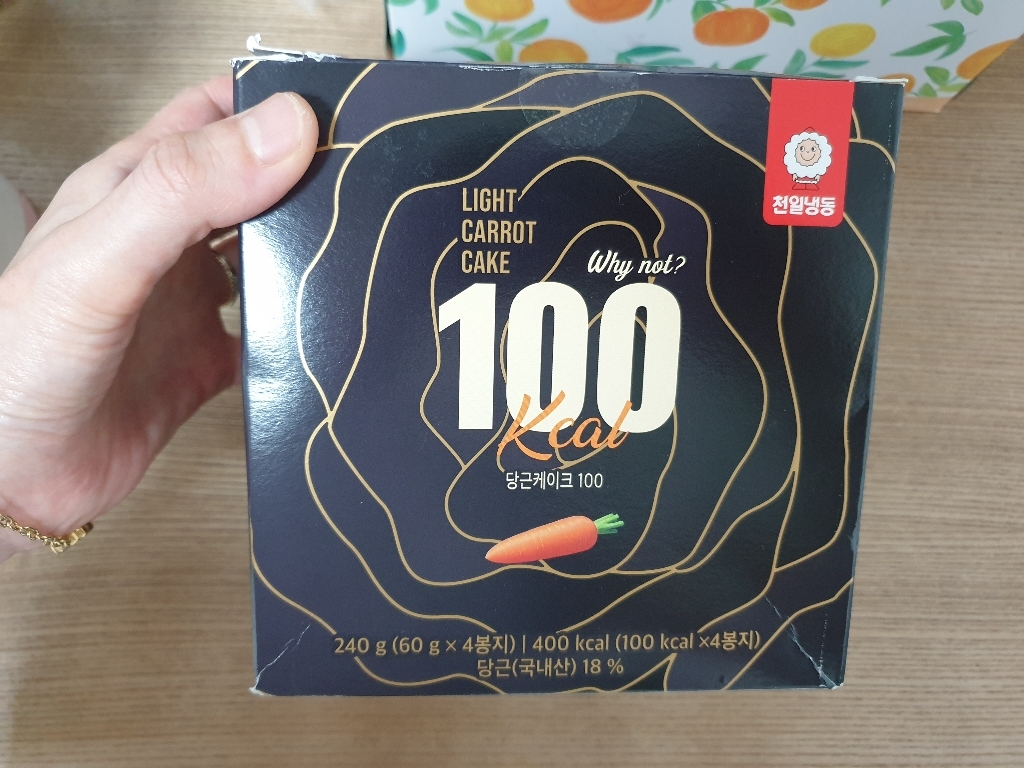 천일냉동
LIGHT
CARROT
CAKE
Why not?
100
Kcal
당근케이크 100
240 g (60 g × 4봉지) | 400 kcal (100 kcal ×4봉지)
당근(국내산) 18 %